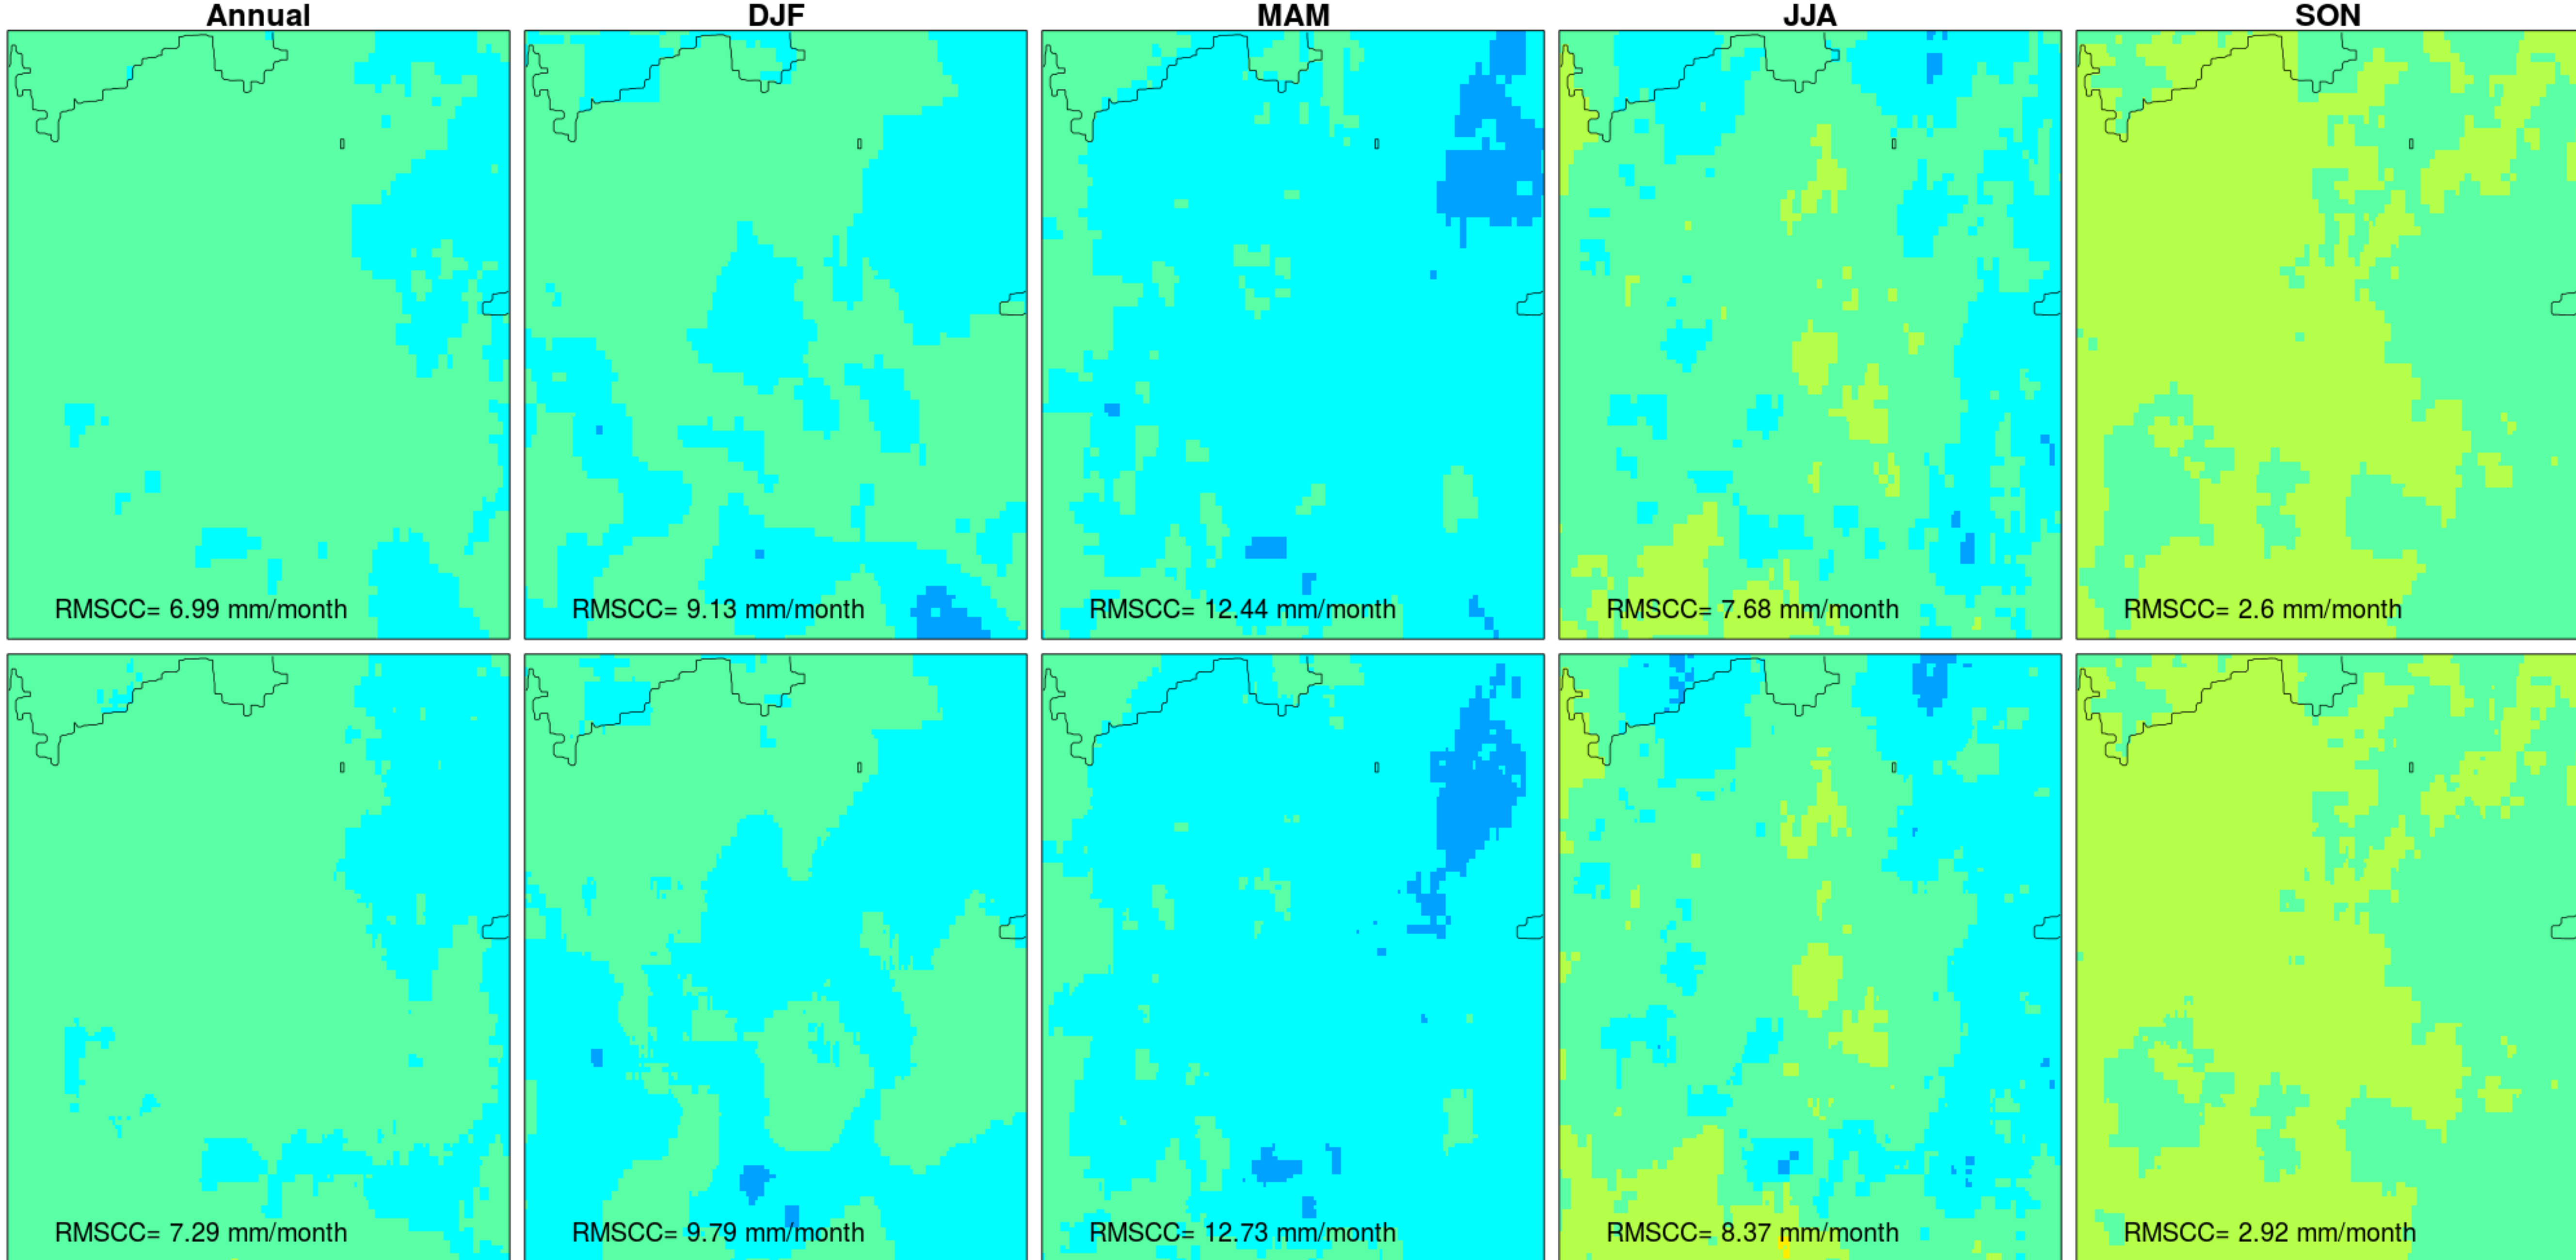 Annual DJF MAM JJA SON
RMSCC= 6.99 mm/month RMSCC= 9.13 mm/month RMSCC= 12.44 mm/month RMSCC= 7.68 mm/month RMSCC= 2.6 mm/month
RMSCC= 7.29 mm/month RMSCC= 9.79 mm/month RMSCC= 12.73 mm/month RMSCC= 8.37 mm/month RMSCC= 2.92 mm/month